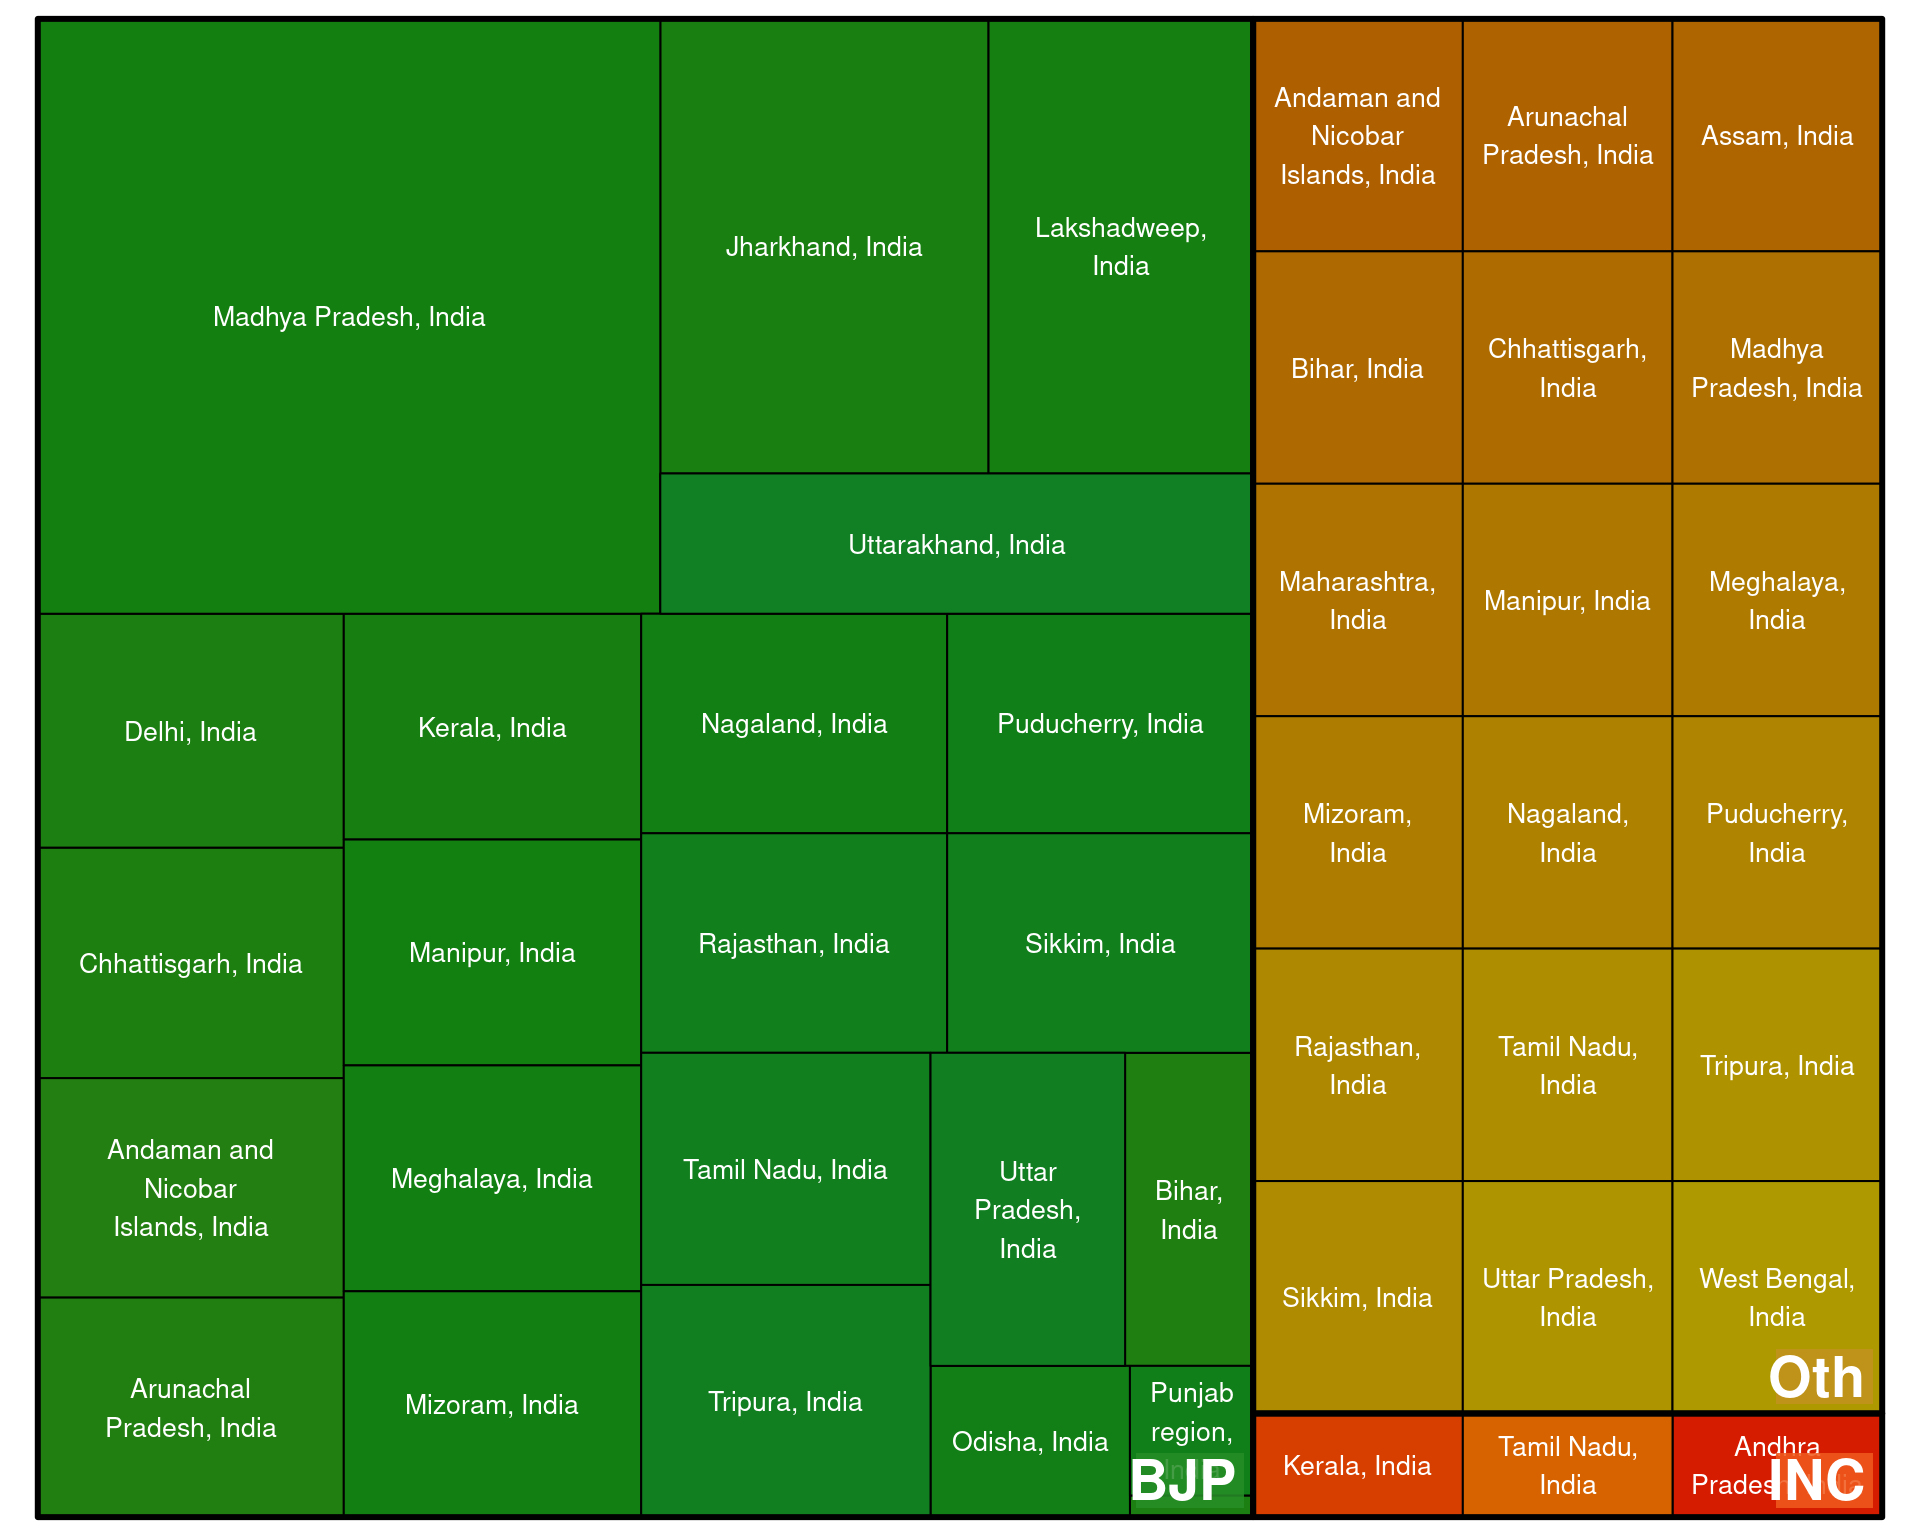 Madhya Pradesh, India
Jharkhand, India
Lakshadweep,
India
Uttarakhand, India
Delhi, India
Chhattisgarh, India
Andaman and
Nicobar
Islands, India
Arunachal
Pradesh, India
Kerala, India
Manipur, India
Meghalaya, India
Mizoram, India
Nagaland, India
Puducherry, India
Rajasthan, India
Sikkim, India
Tamil Nadu, India
Tripura, India
Uttar
Pradesh,
India
Bihar,
India
Odisha, India
Punjab
region,
BJP
Andaman and
Nicobar
Islands, India
Arunachal
Pradesh, India
Assam, India
Bihar, India
Chhattisgarh,
India
Madhya
Pradesh, India
Maharashtra,
India
Manipur, India
Meghalaya,
India
Mizoram,
India
Nagaland,
India
Puducherry,
India
Rajasthan,
India
Tamil Nadu,
India
Tripura, India
Sikkim, India
Uttar Pradesh,
India
West Bengal,
India
Oth
Kerala, India
Tamil Nadu,
India
Andhra
Pradesh, India
INC